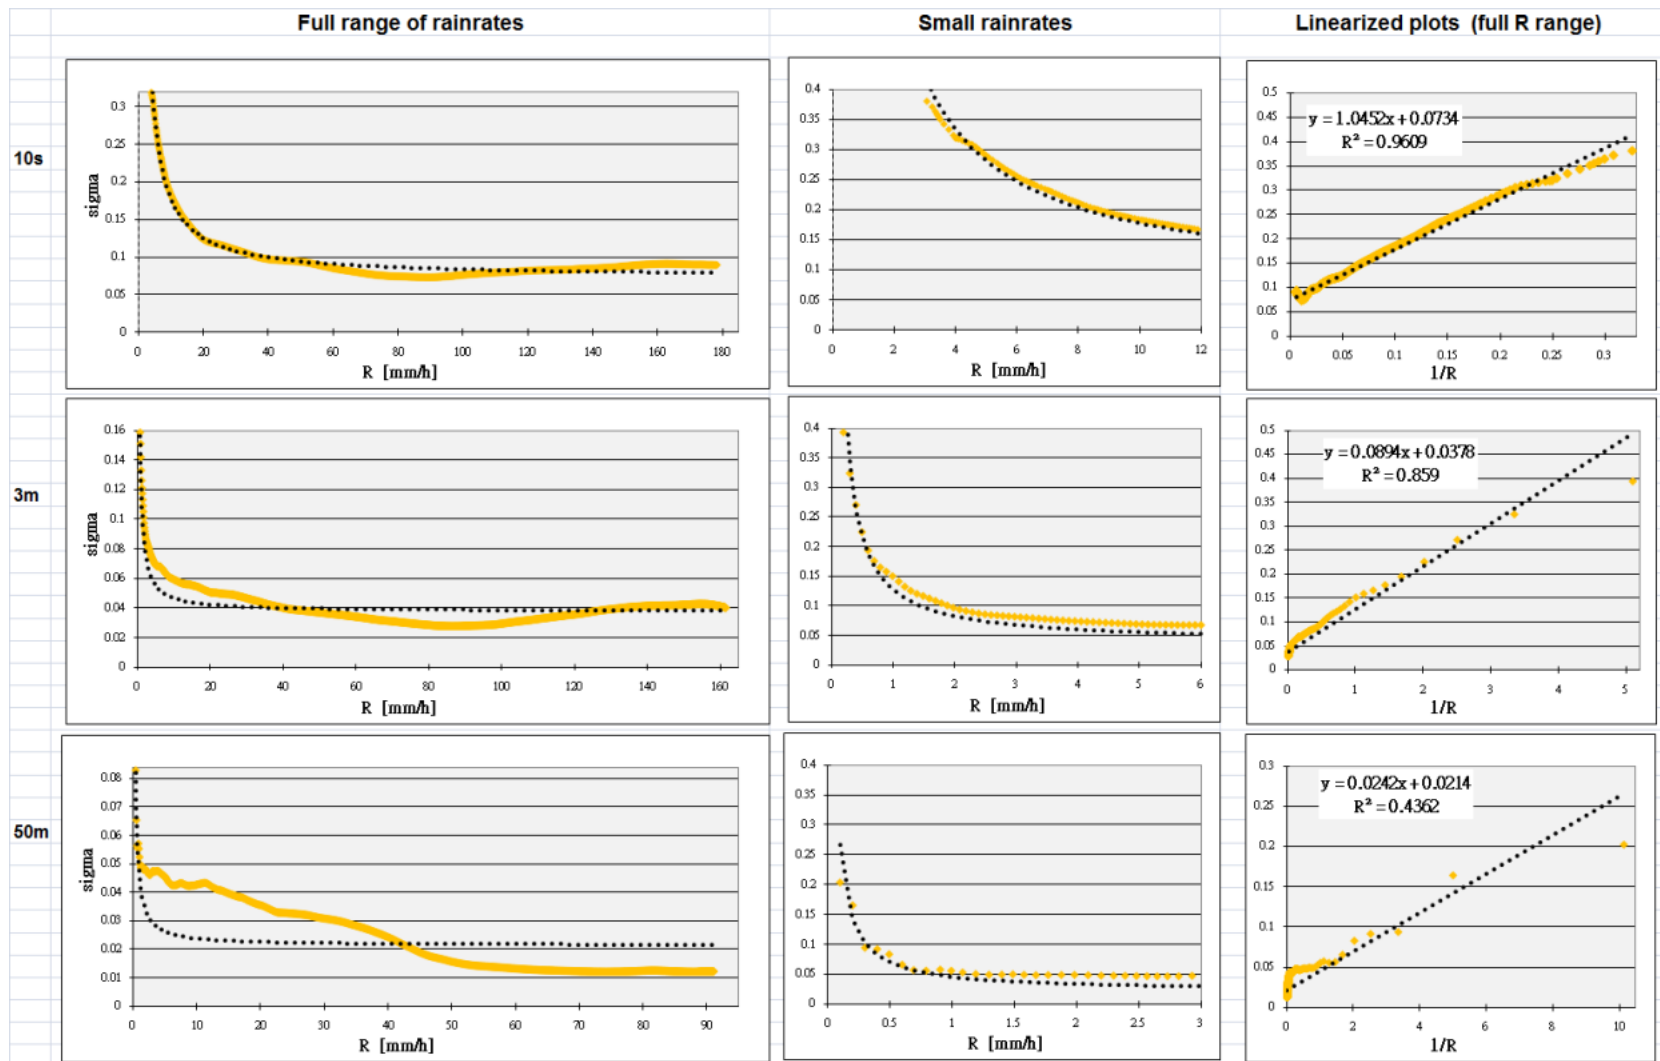 Full range of rainrates
Small rainrates
Linearized plots (full R range)
10s
sigma
0.3
0.25
0.2
0.15
0.1
0.05
0
0 20 40 60 80 100 120 140 160 180
R [mm/h]
0.4
0.35
0.3
0.25
0.2
0.15
0.1
0.05
0
0 2 4 6 8 10 12
R [mm/h]
0.5
0.45
0.4
0.35
0.3
0.25
0.2
0.15
0.1
0.05
0
y = 1.0452x + 0.0734
R² = 0.9609
0 0.05 0.1 0.15 0.2 0.25 0.3
1/R
3m
sigma
0.16
0.14
0.12
0.1
0.08
0.06
0.04
0.02
0
0 20 40 60 80 100 120 140 160
R [mm/h]
0.4
0.35
0.3
0.25
0.2
0.15
0.1
0.05
0
0 1 2 3 4 5 6
R [mm/h]
0.5
0.45
0.4
0.35
0.3
0.25
0.2
0.15
0.1
0.05
0
y = 0.0894x + 0.0378
R² = 0.859
0 1 2 3 4 5
1/R
50m
sigma
0.08
0.07
0.06
0.05
0.04
0.03
0.02
0.01
0
0 10 20 30 40 50 60 70 80 90
R [mm/h]
0.4
0.35
0.3
0.25
0.2
0.15
0.1
0.05
0
0 0.5 1 1.5 2 2.5 3
R [mm/h]
0.3
0.25
0.2
0.15
0.1
0.05
0
y = 0.0242x + 0.0214
R² = 0.4362
0 2 4 6 8 10
1/R